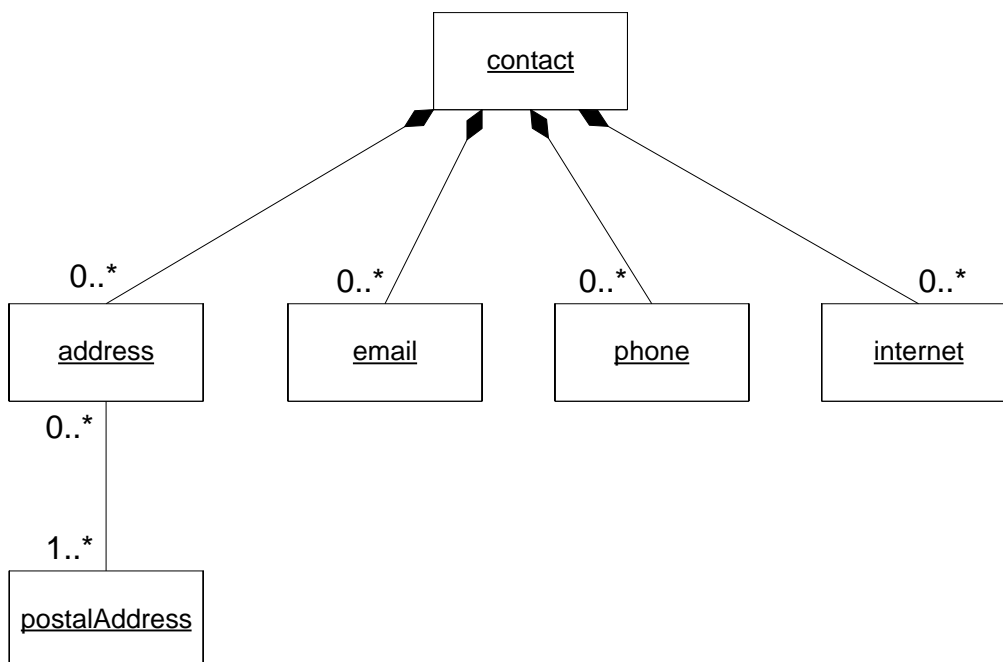 contact
0..*
0..*
0..*
0..*
address
email
phone
internet
0..*
1..*
postalAddress